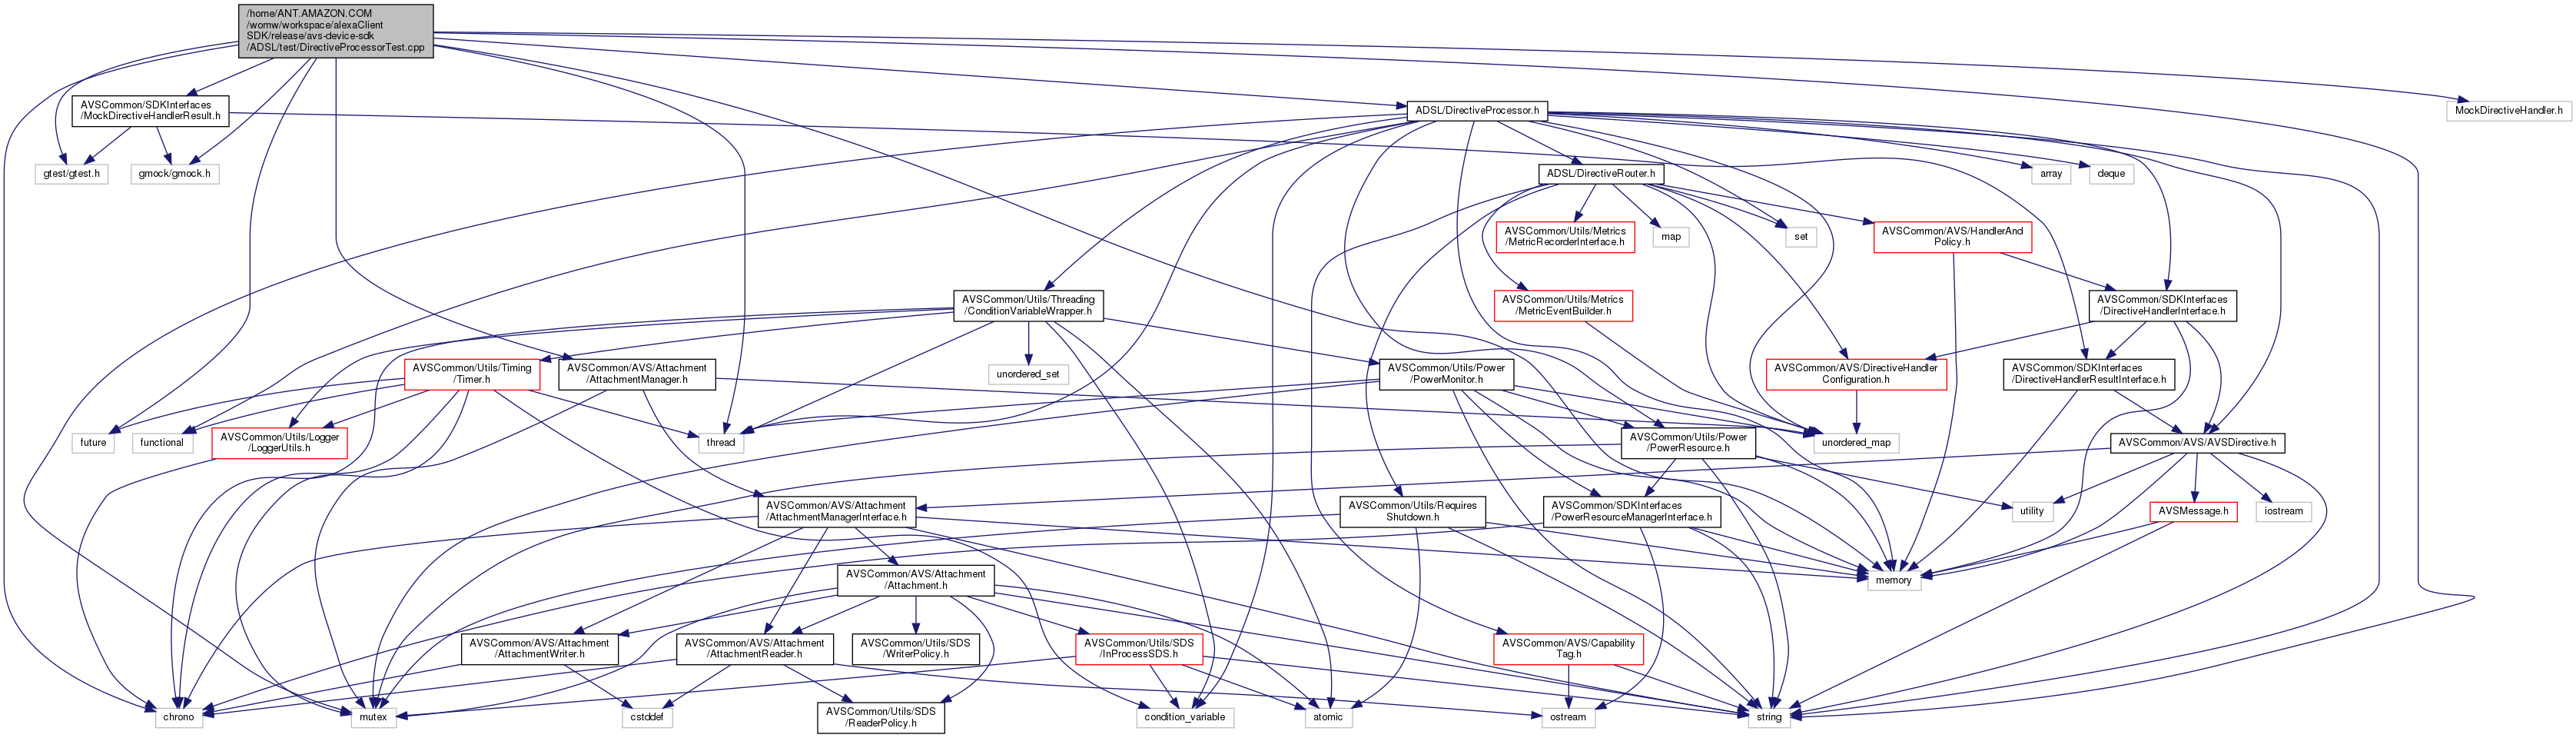 /home/ANT.AMAZON.COM
/womw/workspace/alexaClient
SDK/release/avs-device-sdk
/ADSL/test/DirectiveProcessorTest.cpp
AVSCommon/SDKInterfaces
/MockDirectiveHandlerResult.h
ADSL/DirectiveProcessor.h
MockDirectiveHandler.h
gtest/gtest.h
gmock/gmock.h
ADSL/DirectiveRouter.h
array
deque
AVSCommon/Utils/Metrics
/MetricRecorderInterface.h
map
set
AVSCommon/AVS/HandlerAnd
Policy.h
AVSCommon/Utils/Threading
/ConditionVariableWrapper.h
AVSCommon/Utils/Metrics
/MetricEventBuilder.h
AVSCommon/SDKInterfaces
/DirectiveHandlerInterface.h
AVSCommon/Utils/Timing
/Timer.h
AVSCommon/AVS/Attachment
/AttachmentManager.h
unordered_set
AVSCommon/Utils/Power
/PowerMonitor.h
AVSCommon/AVS/DirectiveHandler
Configuration.h
AVSCommon/SDKInterfaces
/DirectiveHandlerResultInterface.h
future
functional
AVSCommon/Utils/Logger
/LoggerUtils.h
thread
AVSCommon/Utils/Power
/PowerResource.h
unordered_map
AVSCommon/AVS/AVSDirective.h
AVSCommon/AVS/Attachment
/AttachmentManagerInterface.h
AVSCommon/Utils/Requires
Shutdown.h
AVSCommon/SDKInterfaces
/PowerResourceManagerInterface.h
utility
AVSMessage.h
iostream
AVSCommon/AVS/Attachment
/Attachment.h
memory
AVSCommon/AVS/Attachment
/AttachmentWriter.h
AVSCommon/AVS/Attachment
/AttachmentReader.h
AVSCommon/Utils/SDS
/WriterPolicy.h
AVSCommon/Utils/SDS
/InProcessSDS.h
AVSCommon/AVS/Capability
Tag.h
chrono
mutex
cstddef
AVSCommon/Utils/SDS
/ReaderPolicy.h
condition_variable
atomic
ostream
string